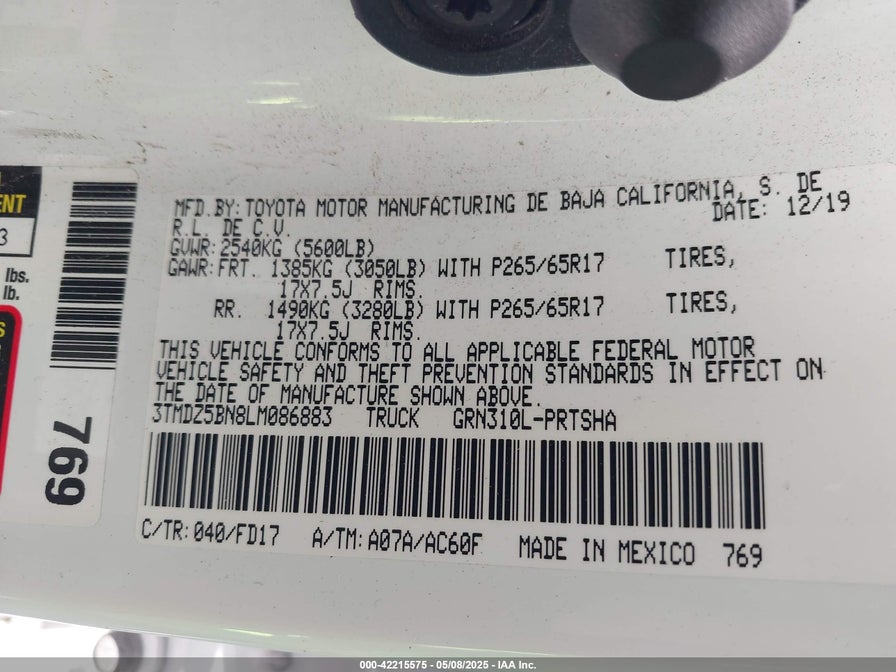 MFD.BY:TOYOTA MOTOR MANUFACTURING DE BAJA CALIFORNIA, S. DE
R.L. DE C.V. DATE: 12/19
GVWR:2540KG (5600LB)
GAWR:FRT. 1385KG (3050LB) WITH P265/65R17 TIRES,
17X7.5J RIMS.
RR. 1490KG (3280LB) WITH P265/65R17 TIRES,
17X7.5J RIMS.
THIS VEHICLE CONFORMS TO ALL APPLICABLE FEDERAL MOTOR
VEHICLE SAFETY AND THEFT PREVENTION STANDARDS IN EFFECT ON
THE DATE OF MANUFACTURE SHOWN ABOVE.
3TMDZ5BN8LM086883 TRUCK GRN310L-PRTSHA
C/TR:040/FD17 A/TM:A07A/AC60F MADE IN MEXICO 769
769
ENT
3
lbs.
lb.
S
000-42215575 - 05/08/2025 - IAA Inc.